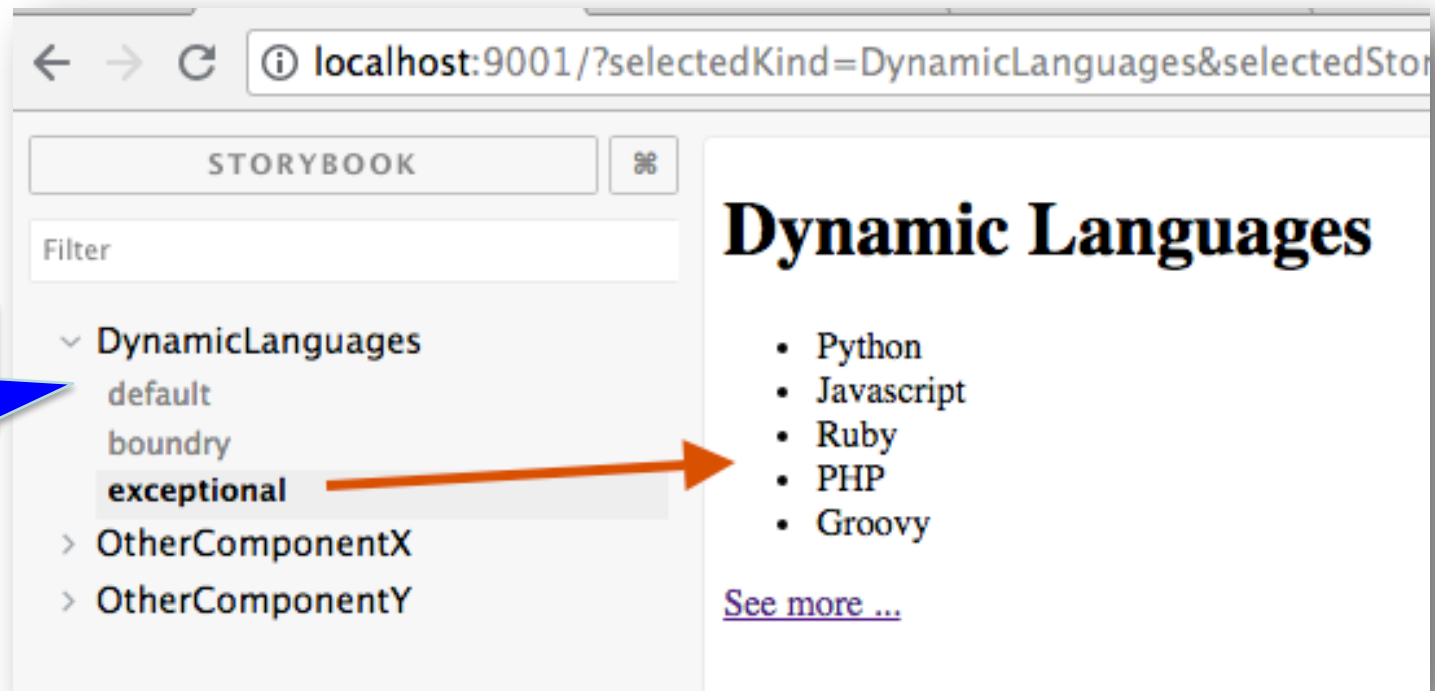 localhost:9001/?selectedKind=DynamicLanguages&selectedStor
STORYBOOK ⌘
Filter
DynamicLanguages
default
boundry
exceptional
OtherComponentX
OtherComponentY
Dynamic Languages
• Python
• Javascript
• Ruby
• PHP
• Groovy
See more ...